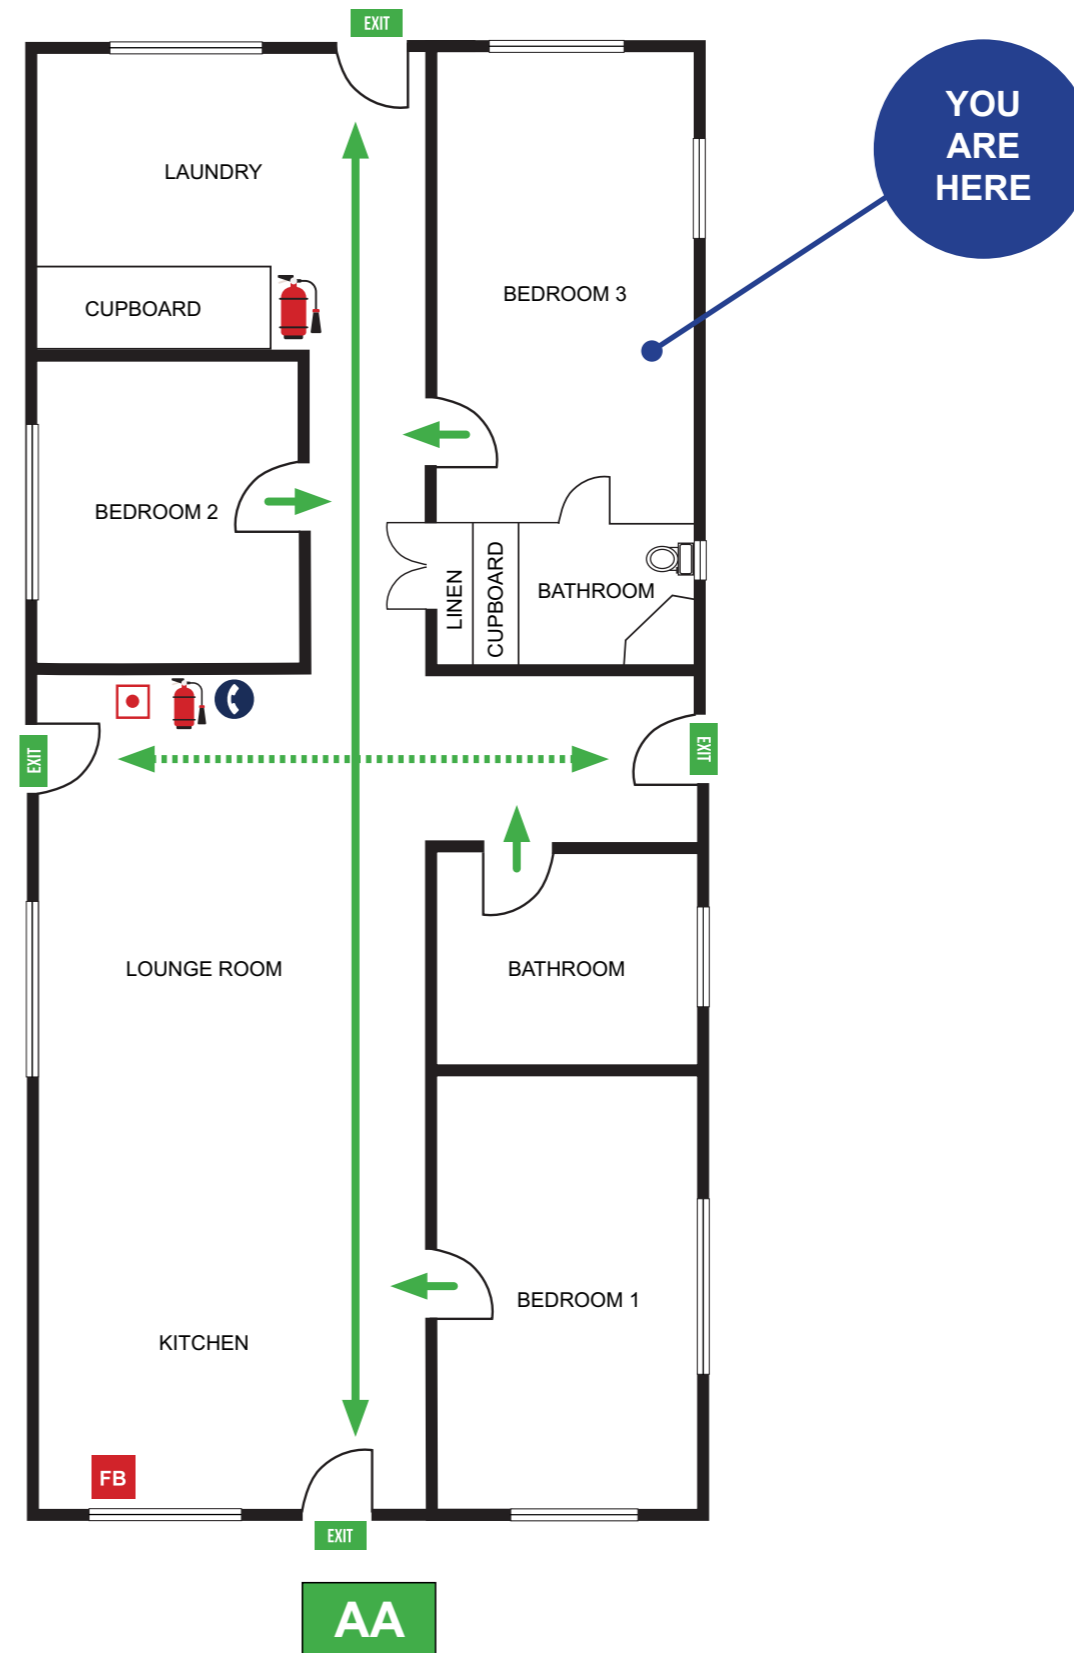 EXIT
YOU
ARE
HERE
LAUNDRY
BEDROOM 3
CUPBOARD
BEDROOM 2
LINEN
CUPBOARD
BATHROOM
EXIT
EXIT
LOUNGE ROOM
BATHROOM
BEDROOM 1
KITCHEN
FB
EXIT
AA